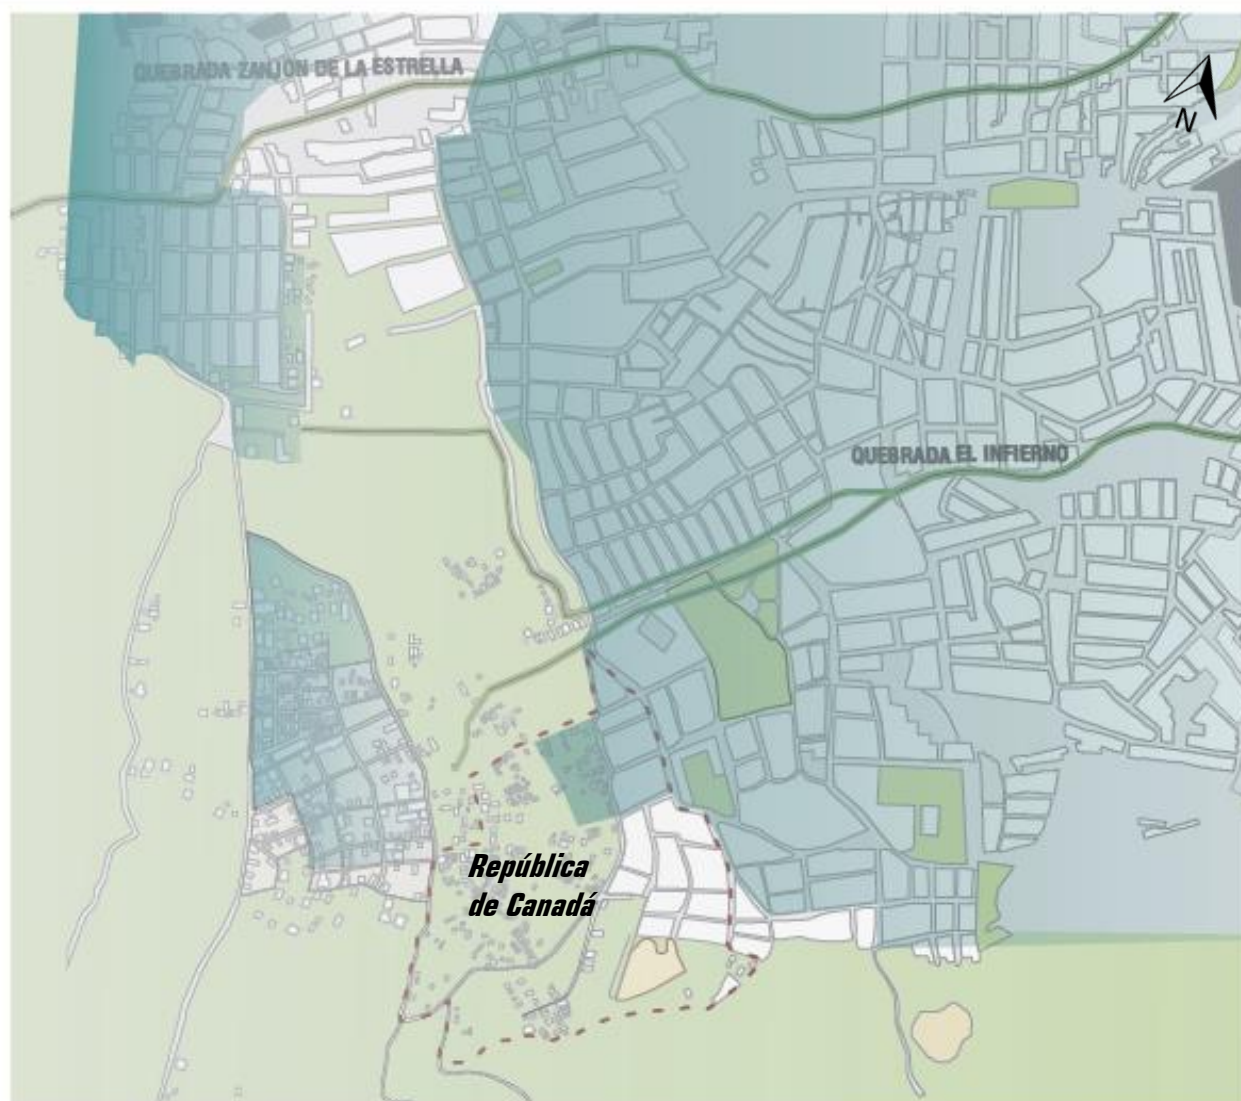 QUEBRADA ZANJON DE LA ESTRELLA
N
QUEBRADA EL INFIERNO
República
de Canadá